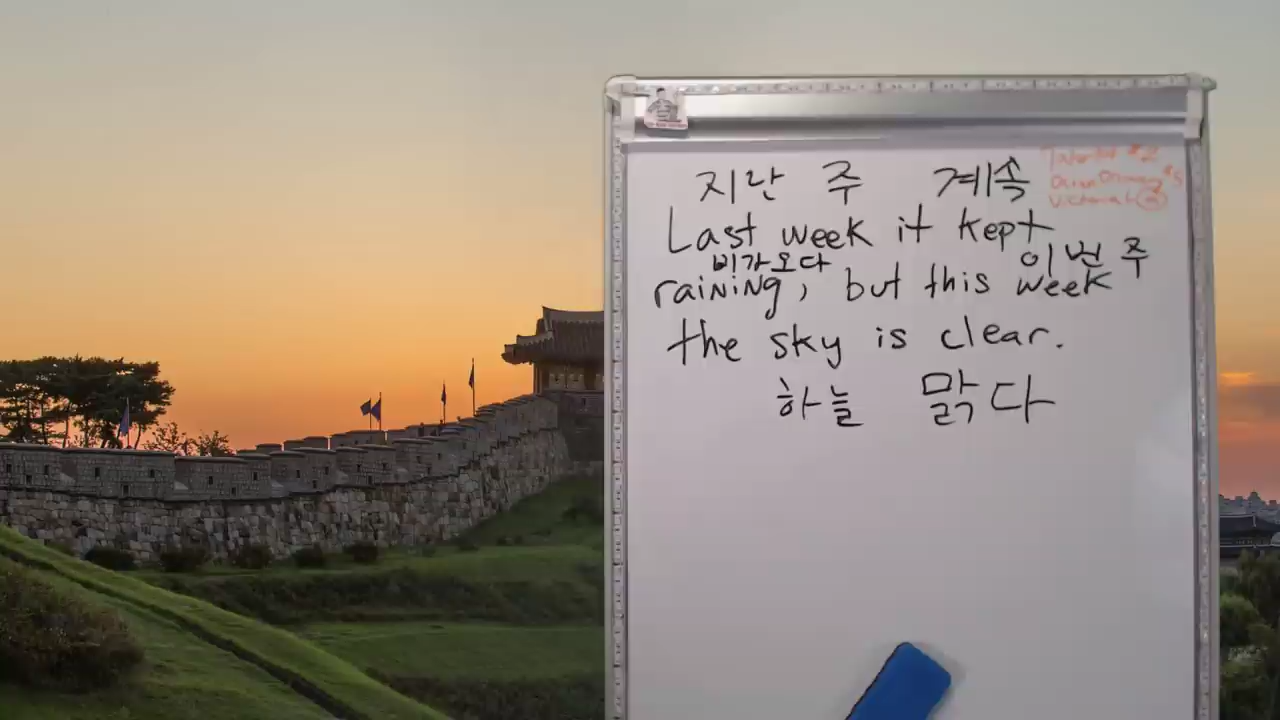 지난 주 계속
Last week it kept
비가오다 이번 주
raining, but this week
the sky is clear.
하늘 맑다